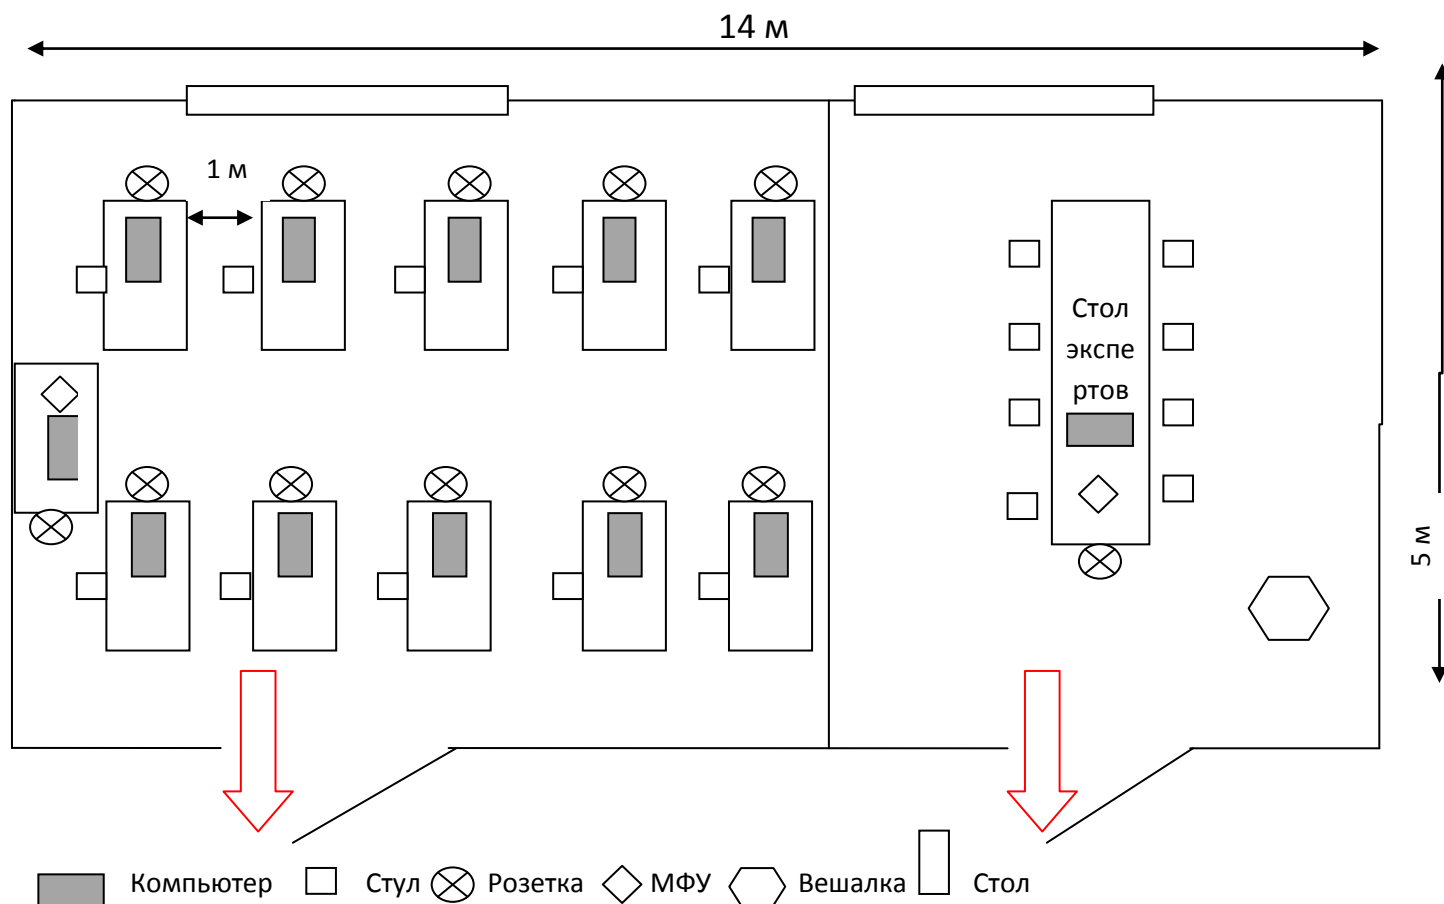 14 м
1 м
Стол
экспе
ртов
5 м
Компьютер
Стул
Розетка
МФУ
Вешалка
Стол